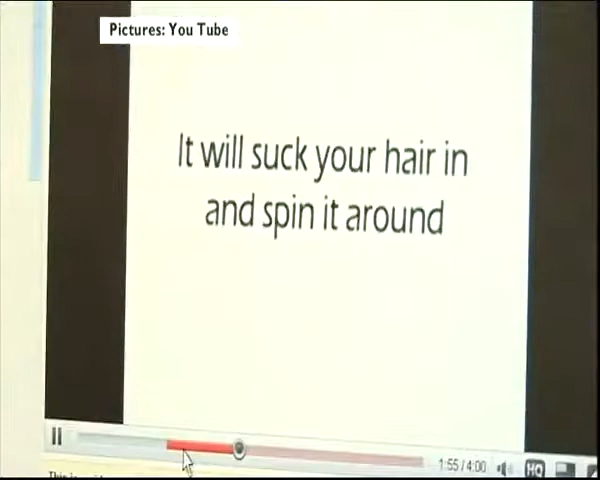 Pictures: You Tube
It will suck your hair in
and spin it around
1:55/4:00
HQ